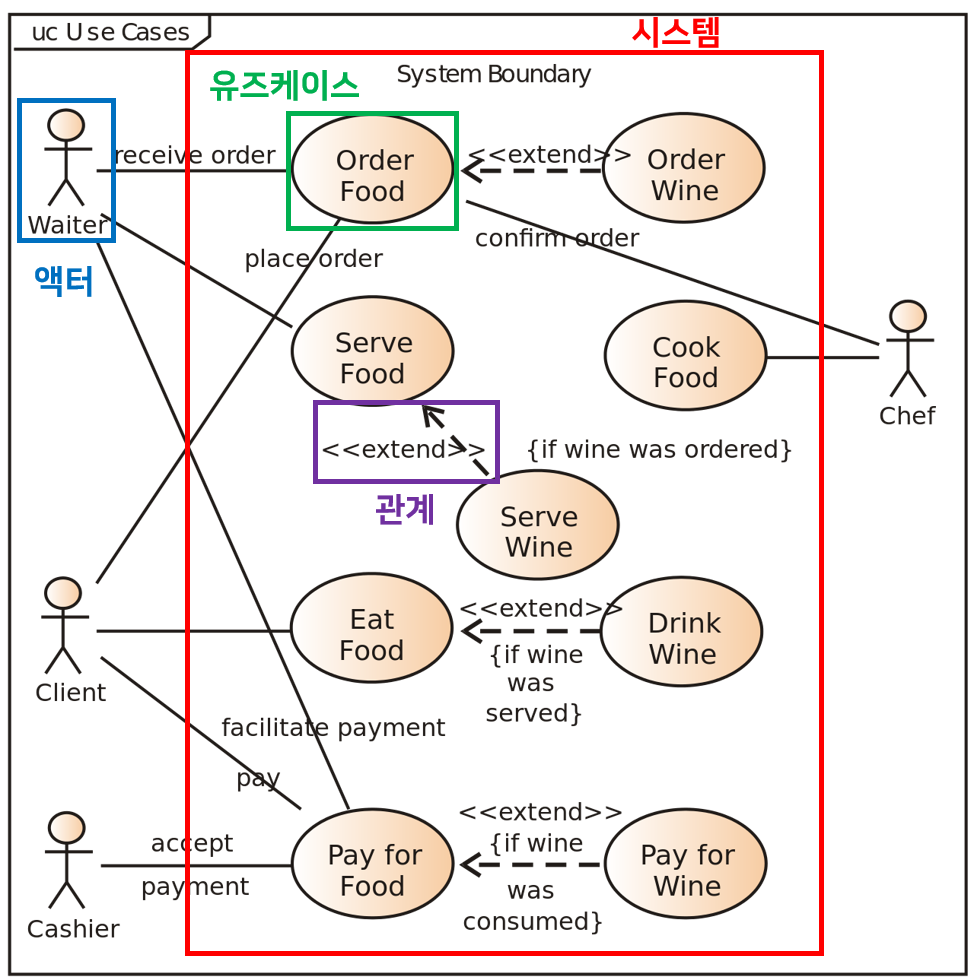 uc Use Cases
시스템
System Boundary
유즈케이스
receive order
Order
Food
<<extend>>
Order
Wine
Waiter
액터
place order
confirm order
Serve
Food
Cook
Food
Chef
<<extend>>
{if wine was ordered}
관계
Serve
Wine
Client
Eat
Food
<<extend>>
{if wine
was
served}
Drink
Wine
facilitate payment
pay
Cashier
accept
payment
Pay for
Food
<<extend>>
{if wine
was
consumed}
Pay for
Wine